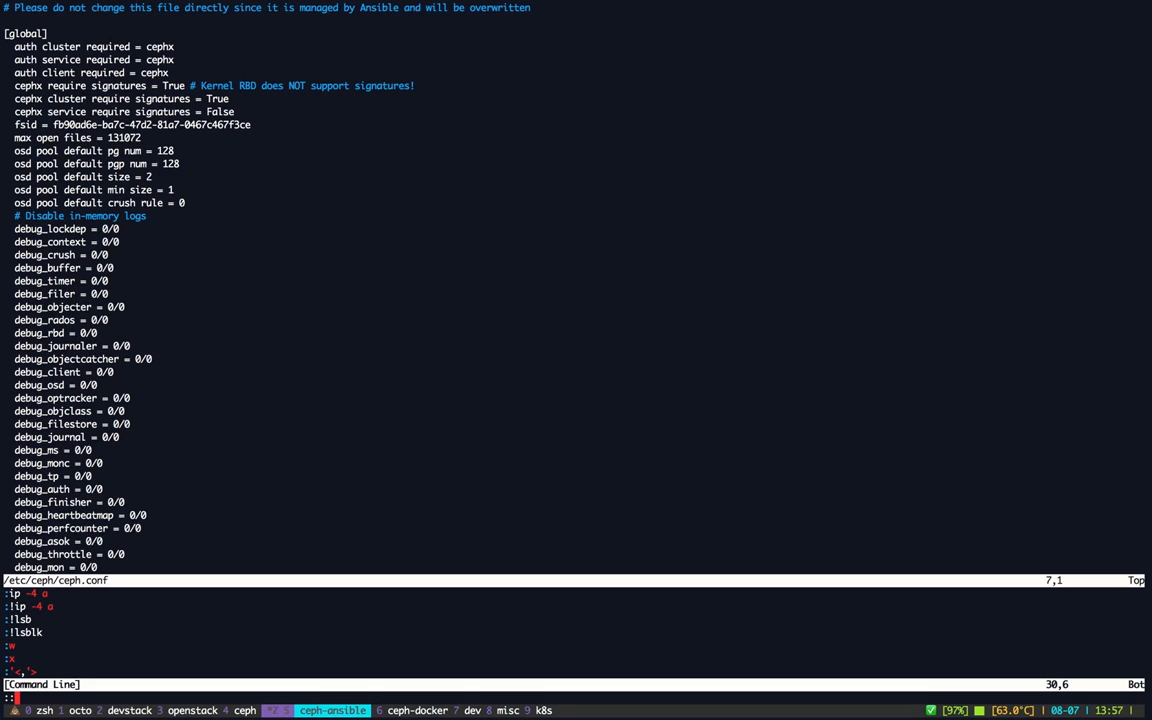 # Please do not change this file directly since it is managed by Ansible and will be overwritten
[global]
auth cluster required = cephx
auth service required = cephx
auth client required = cephx
cephx require signatures = True # Kernel RBD does NOT support signatures!
cephx cluster require signatures = True
cephx service require signatures = False
fsid = fb90ad6e-ba7c-47d2-81a7-0467c467f3ce
max open files = 131072
osd pool default pg num = 128
osd pool default pgp num = 128
osd pool default size = 2
osd pool default min size = 1
osd pool default crush rule = 0
# Disable in-memory logs
debug_lockdep = 0/0
debug_context = 0/0
debug_crush = 0/0
debug_buffer = 0/0
debug_timer = 0/0
debug_filer = 0/0
debug_objecter = 0/0
debug_rados = 0/0
debug_rbd = 0/0
debug_journaler = 0/0
debug_objectcatcher = 0/0
debug_client = 0/0
debug_osd = 0/0
debug_optracker = 0/0
debug_objclass = 0/0
debug_filestore = 0/0
debug_journal = 0/0
debug_ms = 0/0
debug_monc = 0/0
debug_tp = 0/0
debug_auth = 0/0
debug_finisher = 0/0
debug_heartbeatmap = 0/0
debug_perfcounter = 0/0
debug_asok = 0/0
debug_throttle = 0/0
debug_mon = 0/0
/etc/ceph/ceph.conf 7,1 Top
:ip -4 a
:!ip -4 a
:!lsb
:!lsblk
:w
:x
:'<,'>
[Command Line] 30,6 Bot
::
0 zsh 1 octo 2 devstack 3 openstack 4 ceph *Z 5 ceph-ansible 6 ceph-docker 7 dev 8 misc 9 k8s [97%] | [63.0°C] | 08-07 | 13:57 |